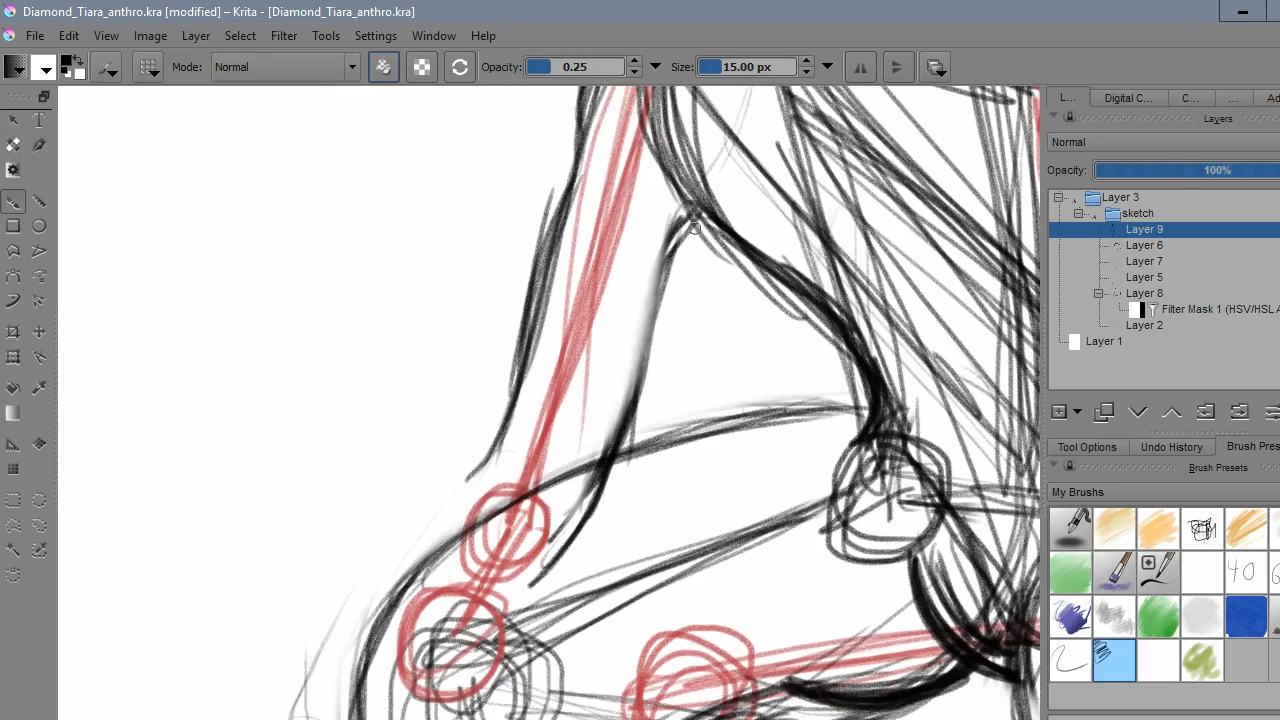 Diamond_Tiara_anthro.kra [modified] – Krita - [Diamond_Tiara_anthro.kra]
File Edit View Image Layer Select Filter Tools Settings Window Help
Mode: Normal Opacity: 0.25 Size: 15.00 px
L... Digital C... C... ... Ad
Layers
Normal
Opacity: 100%
Layer 3
sketch
Layer 9
Layer 6
Layer 7
Layer 5
Layer 8
Filter Mask 1 (HSV/HSL A
Layer 2
Layer 1
Tool Options Undo History Brush Pres
Brush Presets
My Brushes
40